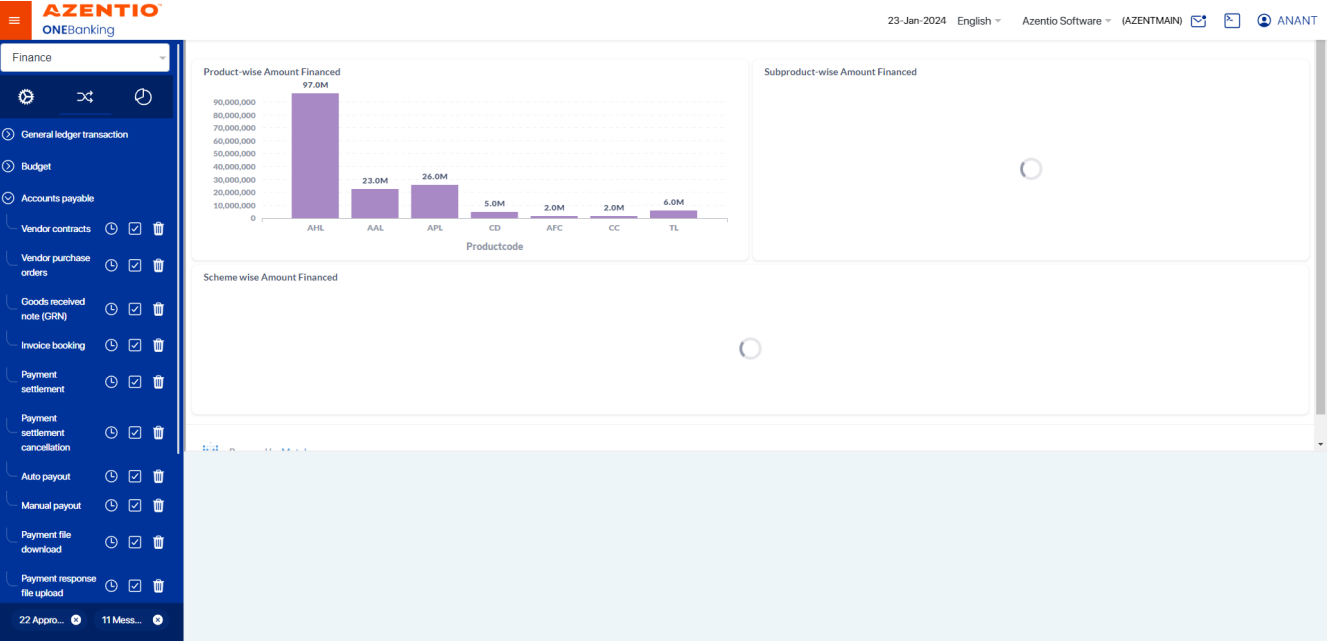 AZENTIO
ONEBanking
23-Jan-2024 English Azentio Software (AZENTMAIN) ANANT
Finance
General ledger transaction
Budget
Accounts payable
Vendor contracts
Vendor purchase
orders
Goods received
note (GRN)
Invoice booking
Payment
settlement
Payment
settlement
cancellation
Auto payout
Manual payout
Payment file
download
Payment response
file upload
22 Appro...
11 Mess...
Product-wise Amount Financed
97.0M
90,000,000
80,000,000
70,000,000
60,000,000
50,000,000
40,000,000
30,000,000
20,000,000
10,000,000
0
23.0M
26.0M
5.0M
2.0M
2.0M
6.0M
AHL AAL APL CD AFC CC TL
Productcode
Subproduct-wise Amount Financed
Scheme wise Amount Financed